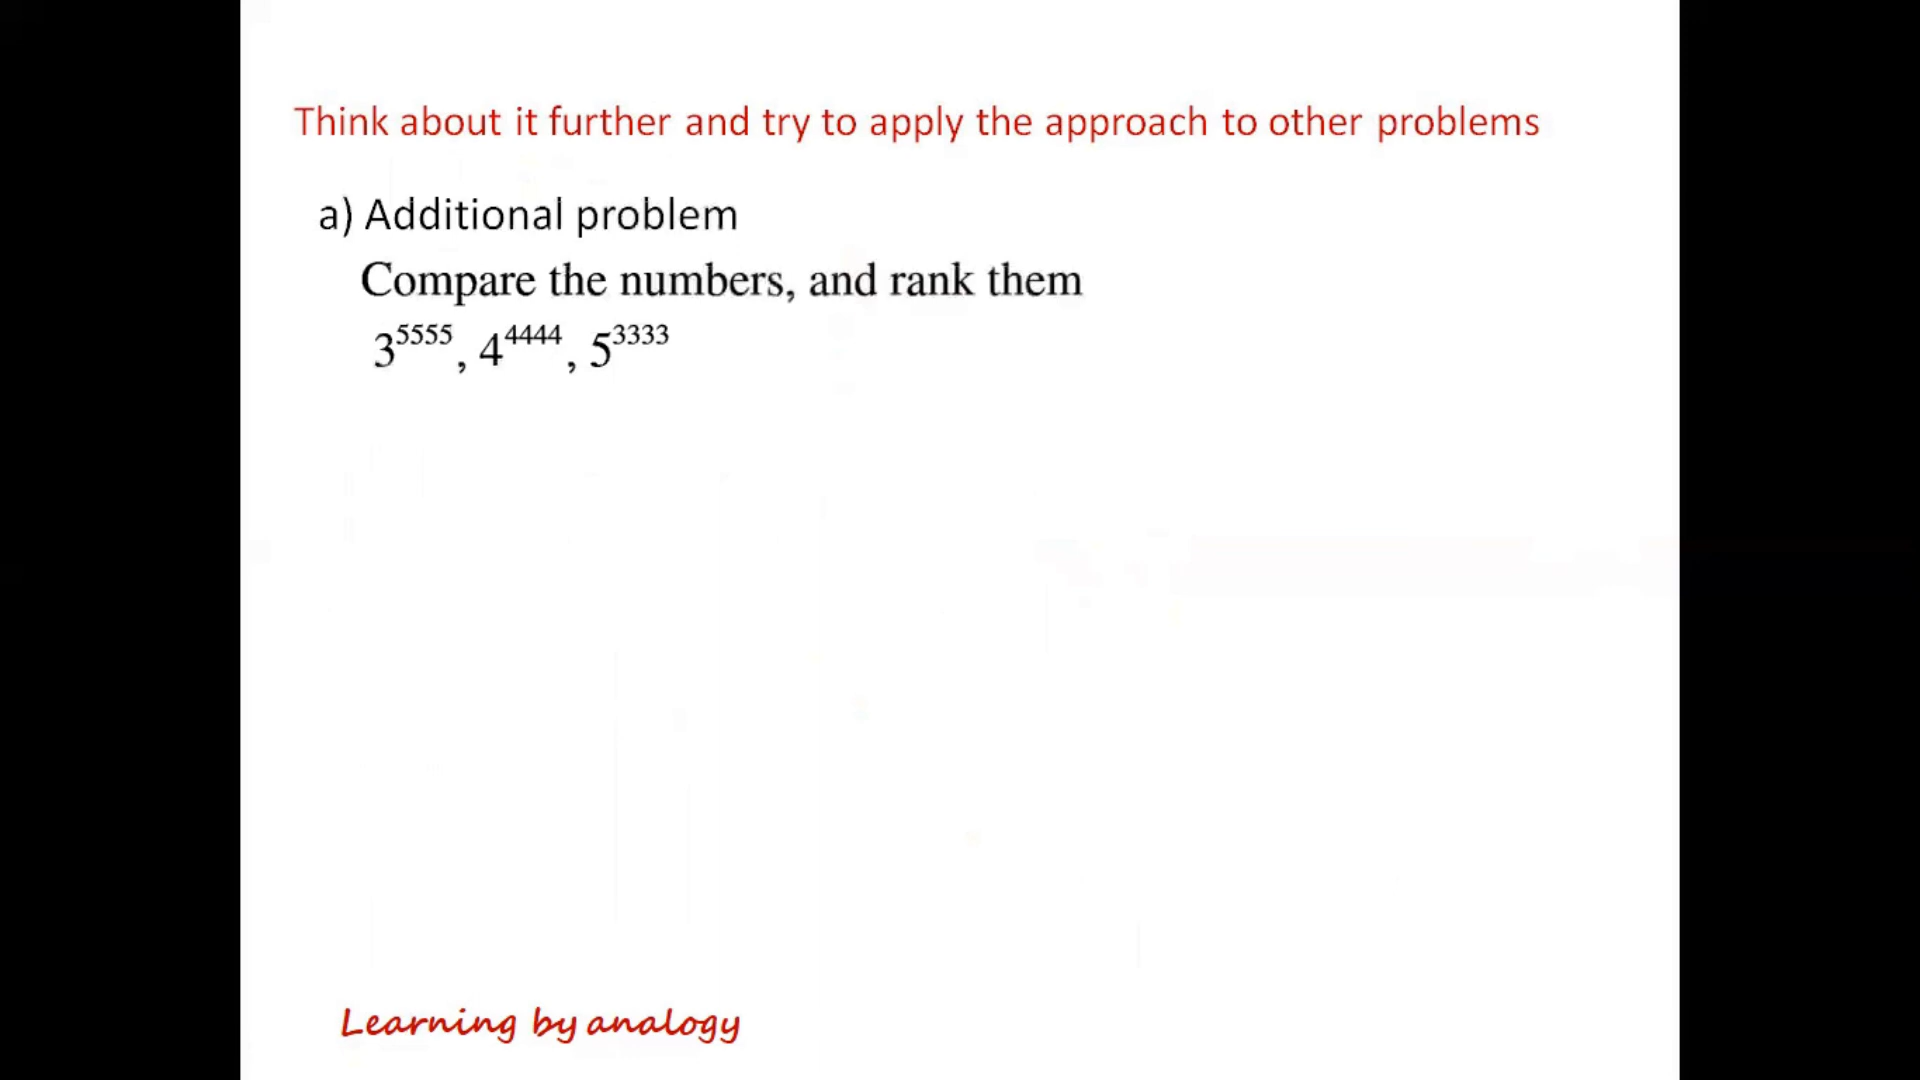 Think about it further and try to apply the approach to other problems
a) Additional problem
Compare the numbers, and rank them
3^5555, 4^4444, 5^3333
Learning by analogy